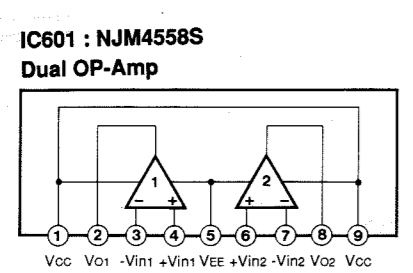 IC601 : NJM4558S
Dual OP-Amp
1 2
- + + -
1 2 3 4 5 6 7 8 9
Vcc Vo1 -Vin1 +Vin1 VEE +Vin2 -Vin2 Vo2 Vcc